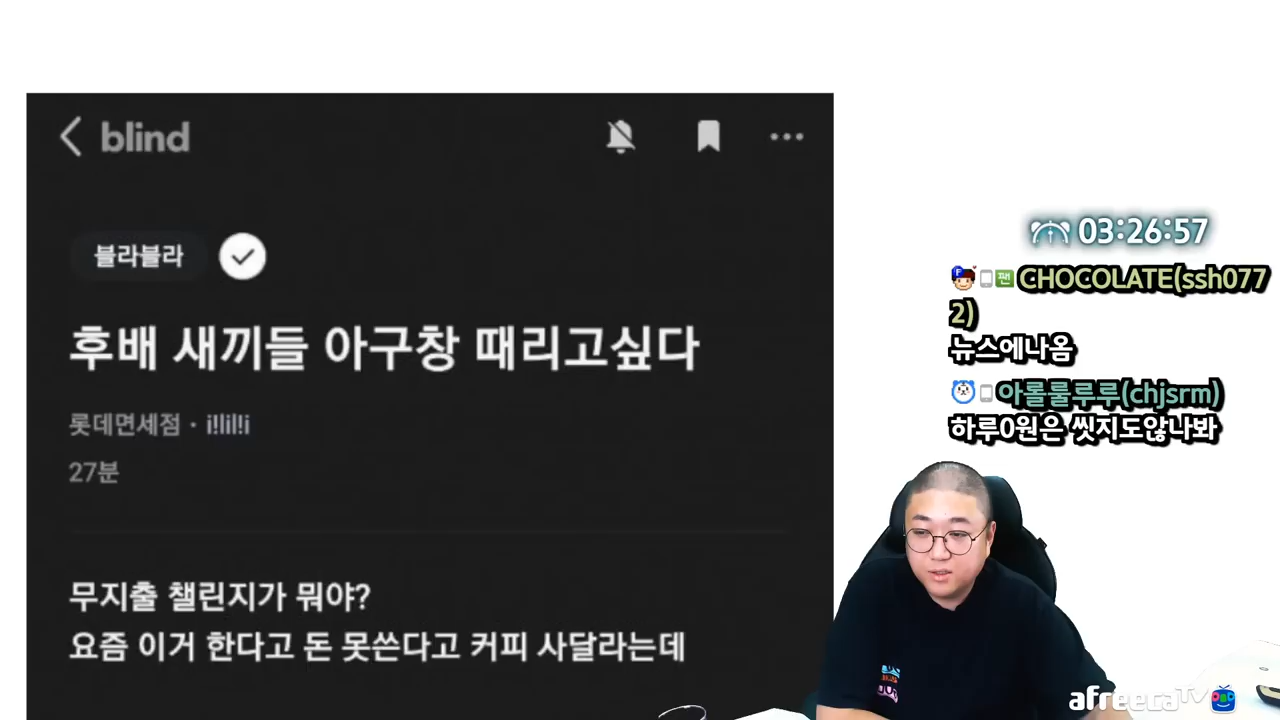 blind
블라블라
후배 새끼들 아구창 때리고싶다
롯데면세점 · i!lil!i
27분
무지출 챌린지가 뭐야?
요즘 이거 한다고 돈 못쓴다고 커피 사달라는데
03:26:57
팬 CHOCOLATE(ssh077
2)
뉴스에나옴
아롤룰루루(chjsrm)
하루0원은 씻지도않나봐
afreecaTV